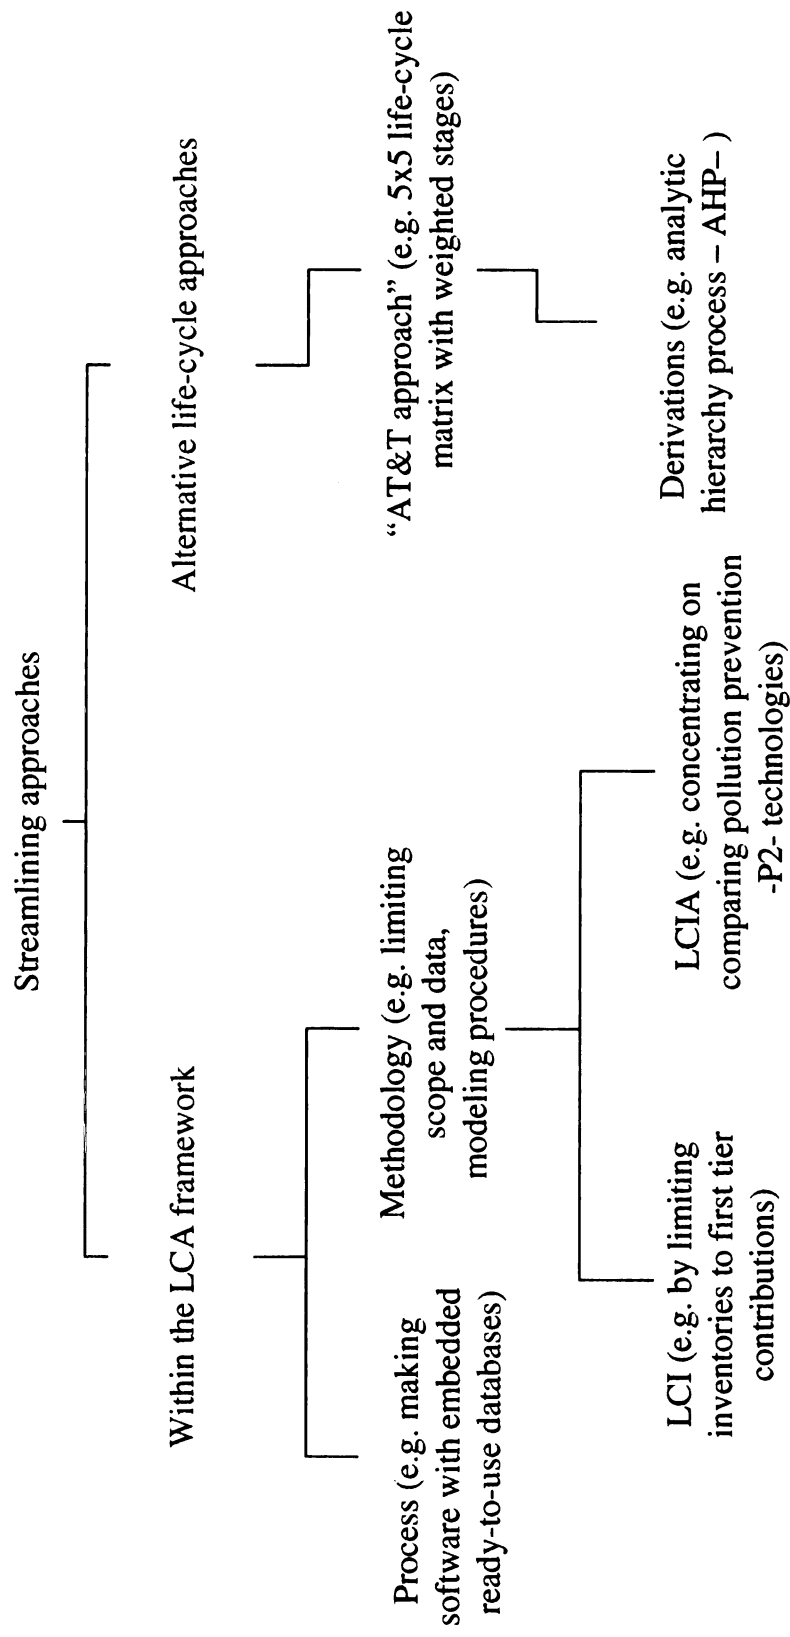 Streamlining approaches
Within the LCA framework
Alternative life-cycle approaches
Process (e.g. making
software with embedded
ready-to-use databases)
Methodology (e.g. limiting
scope and data,
modeling procedures)
“AT&T approach” (e.g. 5x5 life-cycle
matrix with weighted stages)
LCI (e.g. by limiting
inventories to first tier
contributions)
LCIA (e.g. concentrating on
comparing pollution prevention
-P2- technologies)
Derivations (e.g. analytic
hierarchy process – AHP– )